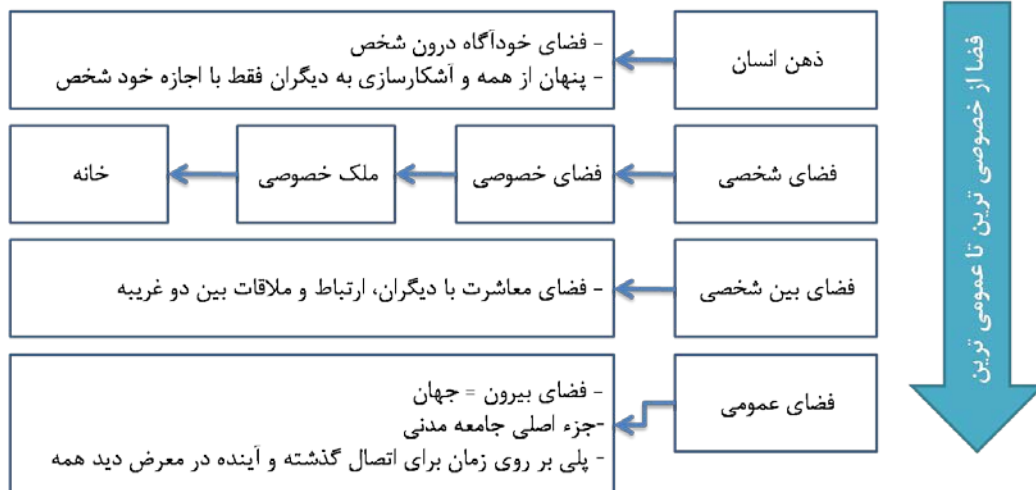 فضا از خصوصی ترین تا عمومی ترین
ذهن انسان
- فضای خودآگاه درون شخص
- پنهان از همه و آشکارسازی به دیگران فقط با اجازه خود شخص
فضای شخصی
فضای خصوصی
ملک خصوصی
خانه
فضای بین شخصی
- فضای معاشرت با دیگران، ارتباط و ملاقات بین دو غریبه
فضای عمومی
- فضای بیرون = جهان
-جزء اصلی جامعه مدنی
- پلی بر روی زمان برای اتصال گذشته و آینده در معرض دید همه